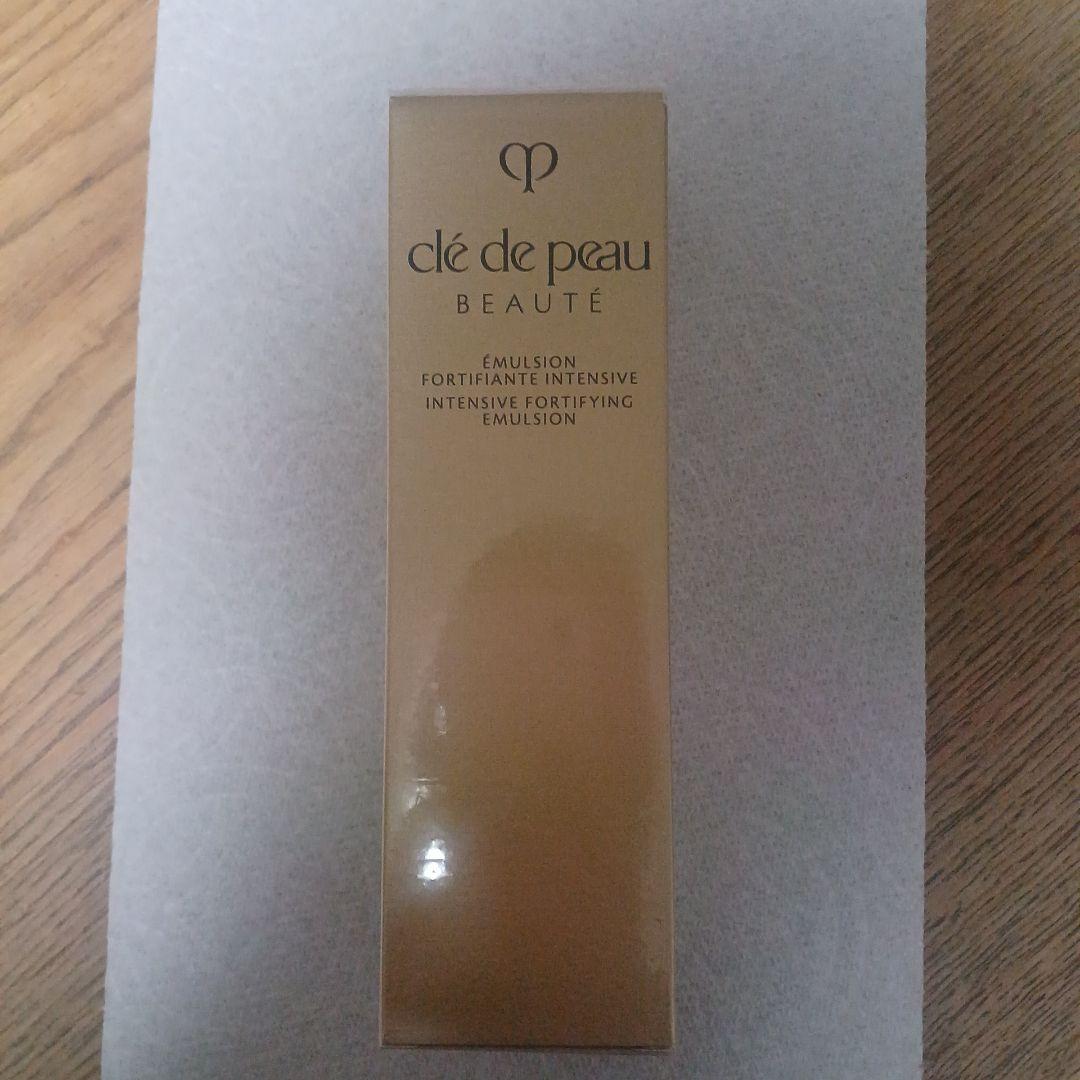 clé de peau
BEAUTÉ
ÉMULSION
FORTIFIANTE INTENSIVE
INTENSIVE FORTIFYING
EMULSION